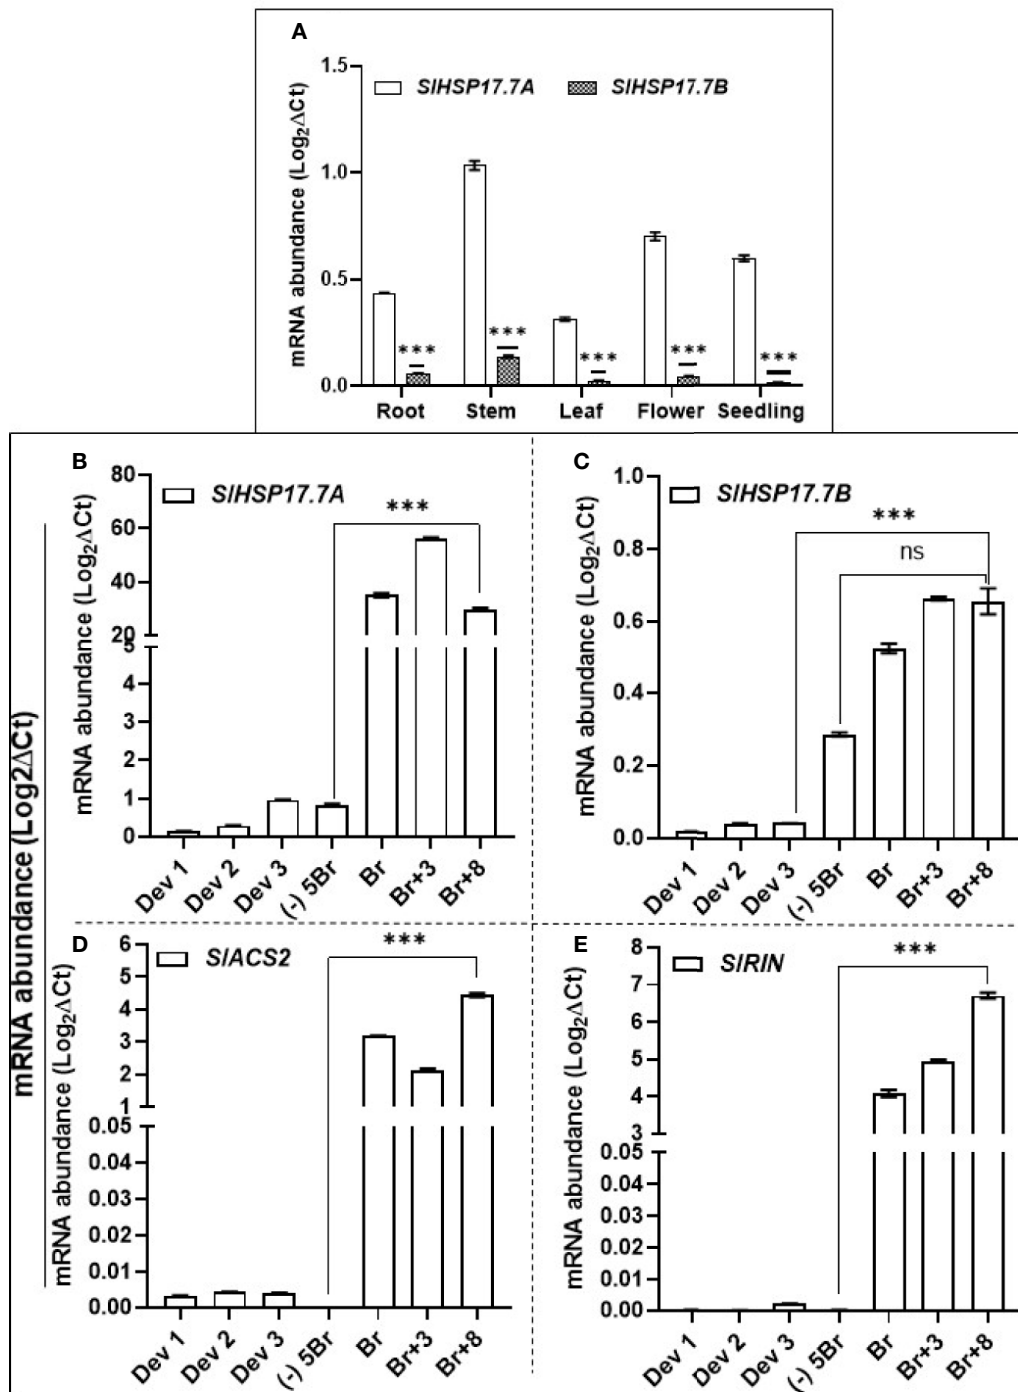 A
mRNA abundance (Log₂ΔCt)
1.5
1.0
0.5
0.0
SlHSP17.7A
SlHSP17.7B
***
***
***
***
***
Root Stem Leaf Flower Seedling
mRNA abundance (Log2ΔCt)
B
mRNA abundance (Log₂ΔCt)
80
60
40
20
5
4
3
2
1
0
SlHSP17.7A
***
Dev 1 Dev 2 Dev 3 (-) 5Br Br Br+3 Br+8
C
mRNA abundance (Log₂ΔCt)
1.0
0.8
0.6
0.4
0.2
0.0
SlHSP17.7B
***
ns
Dev 1 Dev 2 Dev 3 (-) 5Br Br Br+3 Br+8
D
mRNA abundance (Log₂ΔCt)
6
5
4
3
2
1
0.05
0.04
0.03
0.02
0.01
0.00
SlACS2
***
Dev 1 Dev 2 Dev 3 (-) 5Br Br Br+3 Br+8
E
mRNA abundance (Log₂ΔCt)
8
7
6
5
4
3
0.05
0.04
0.03
0.02
0.01
0.00
SlRIN
***
Dev 1 Dev 2 Dev 3 (-) 5Br Br Br+3 Br+8